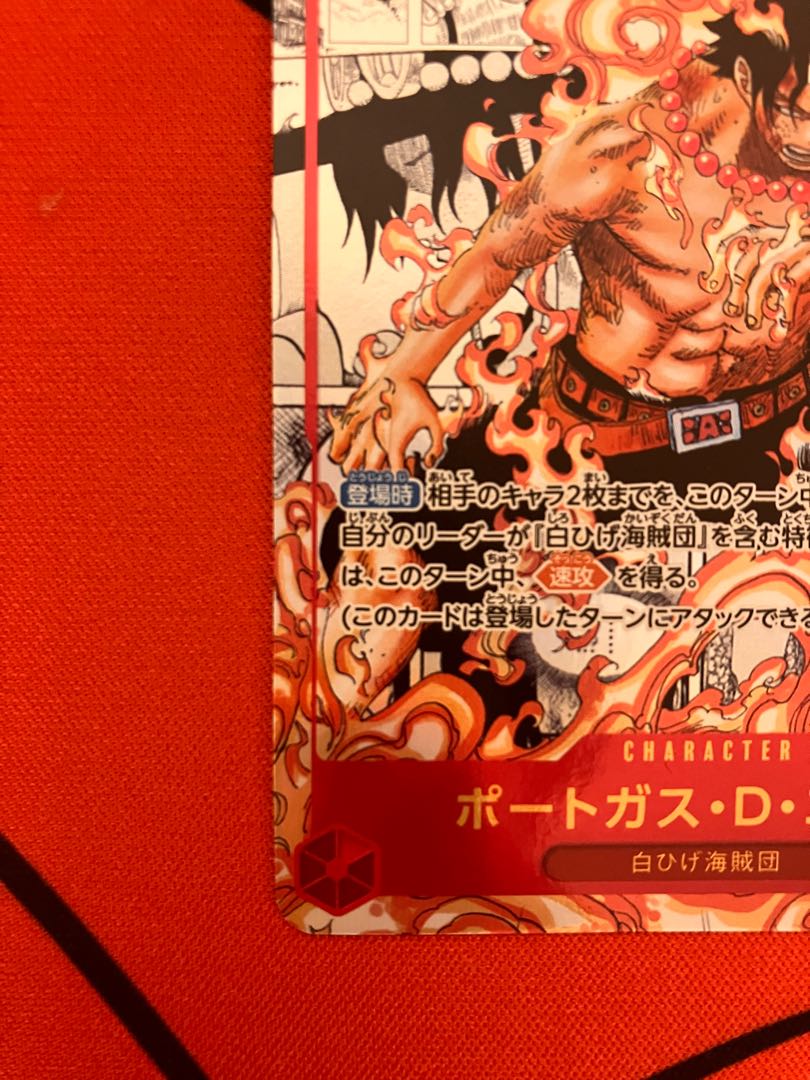 登場時 相手のキャラ2枚までを、このターン中
自分のリーダーが『白ひげ海賊団』を含む特徴
は、このターン中、速攻 を得る。
(このカードは登場したターンにアタックできる
CHARACTER
ポートガス・D・
白ひげ海賊団
A